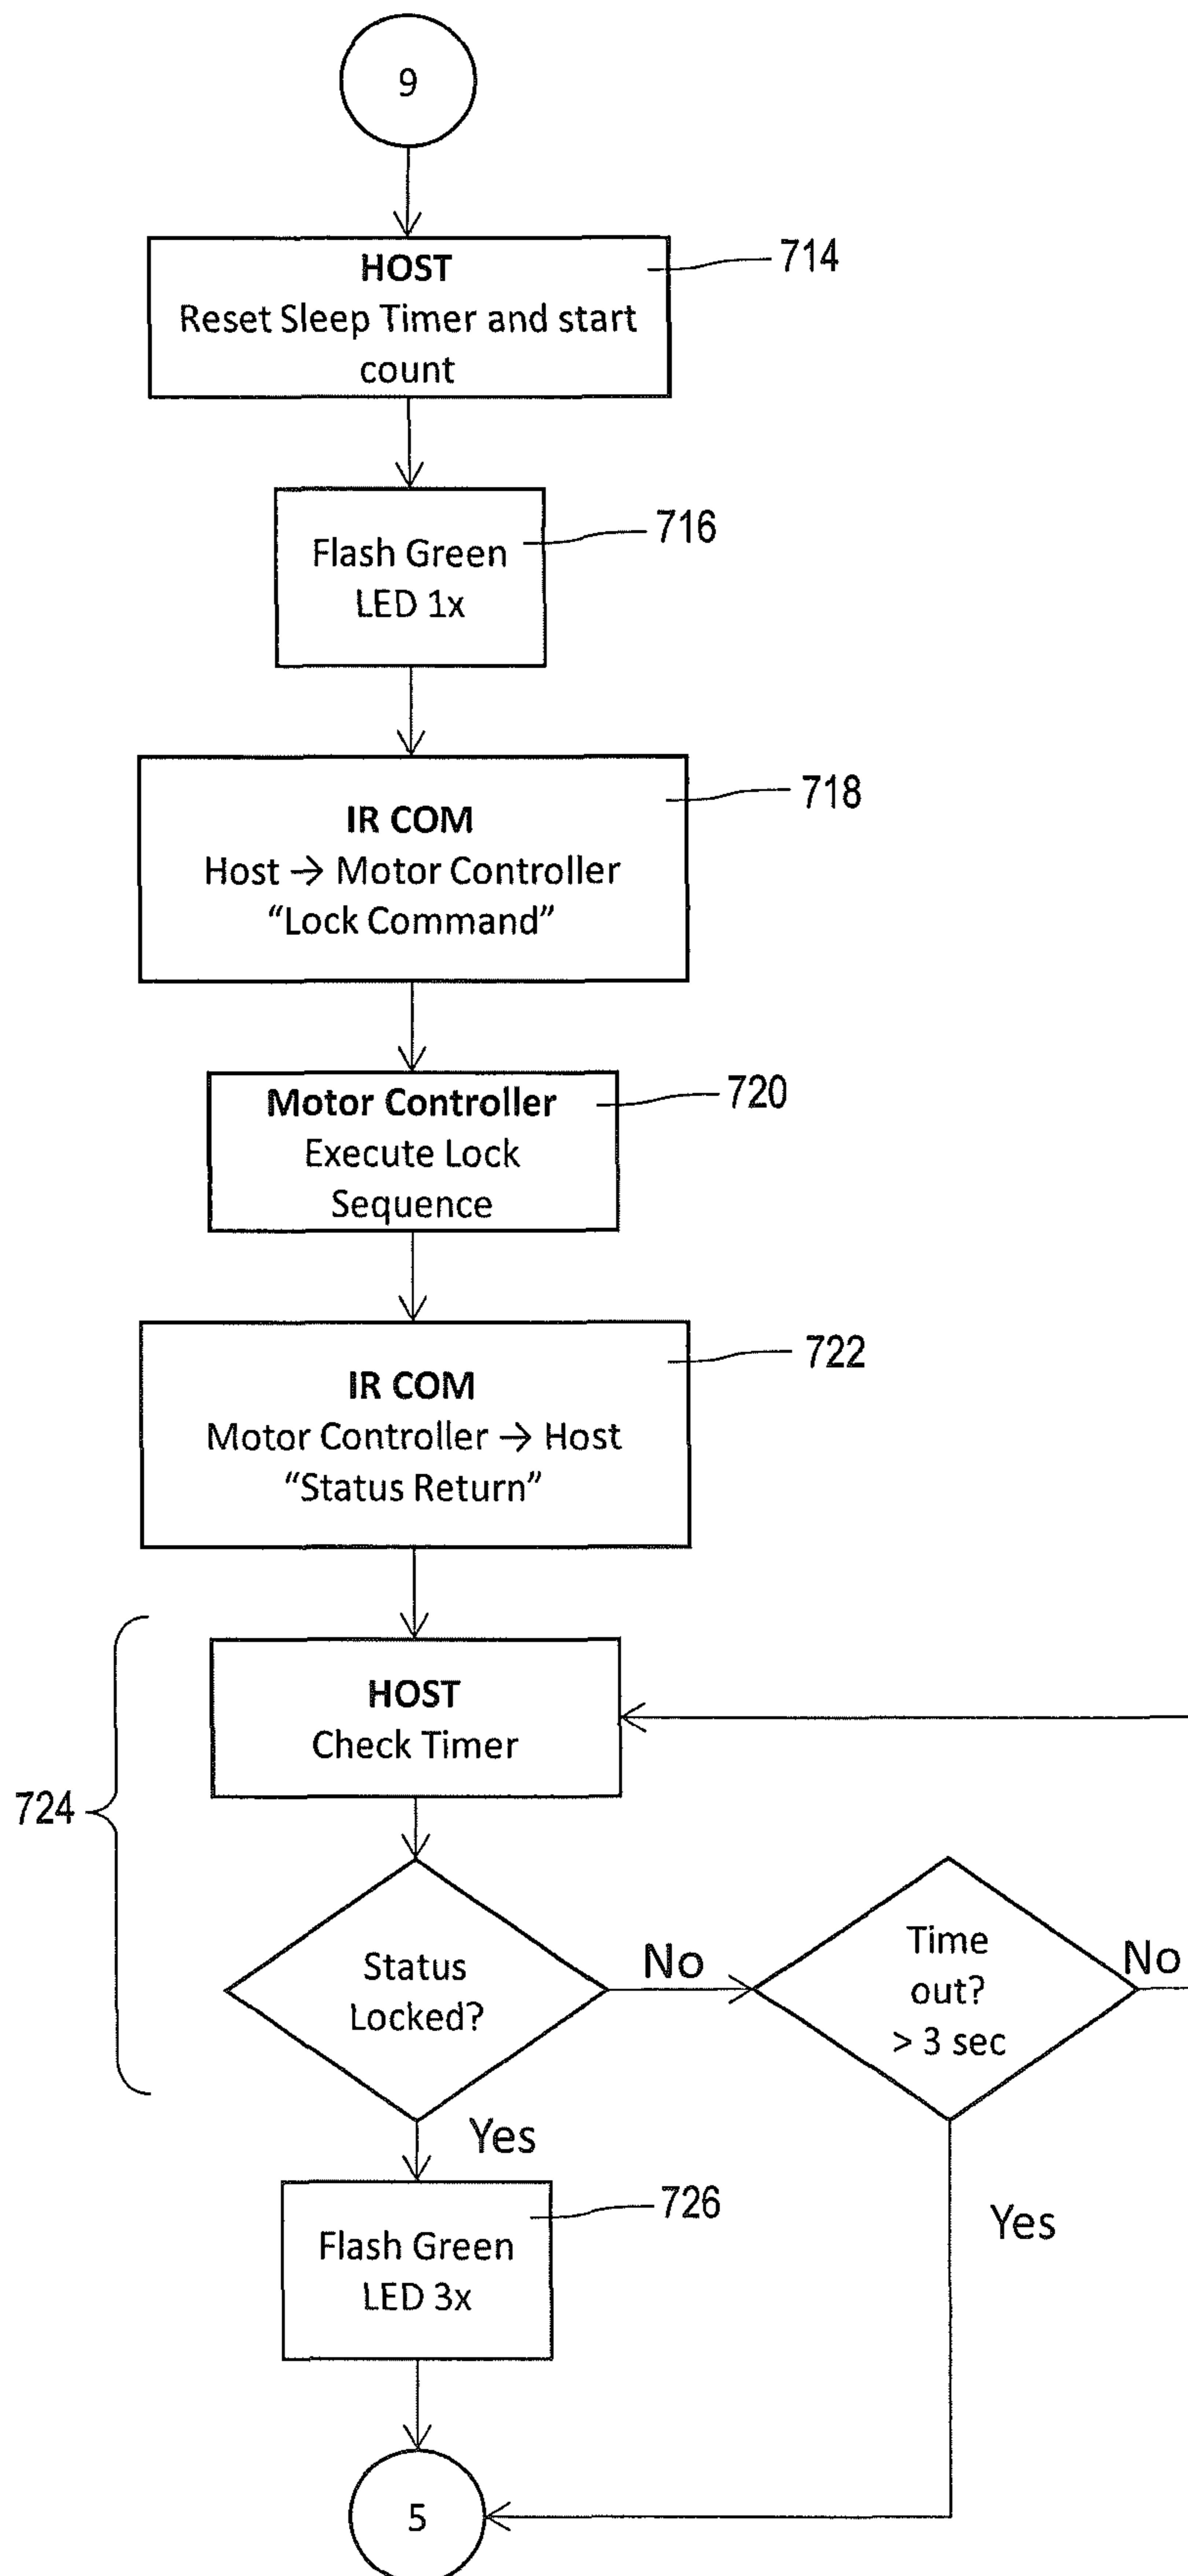 9
HOST
Reset Sleep Timer and start
count
714
Flash Green
LED 1x
716
IR COM
Host → Motor Controller
“Lock Command”
718
Motor Controller
Execute Lock
Sequence
720
IR COM
Motor Controller → Host
“Status Return”
722
HOST
Check Timer
724
Status
Locked?
No
Time
out?
> 3 sec
No
Yes
Flash Green
LED 3x
726
Yes
5